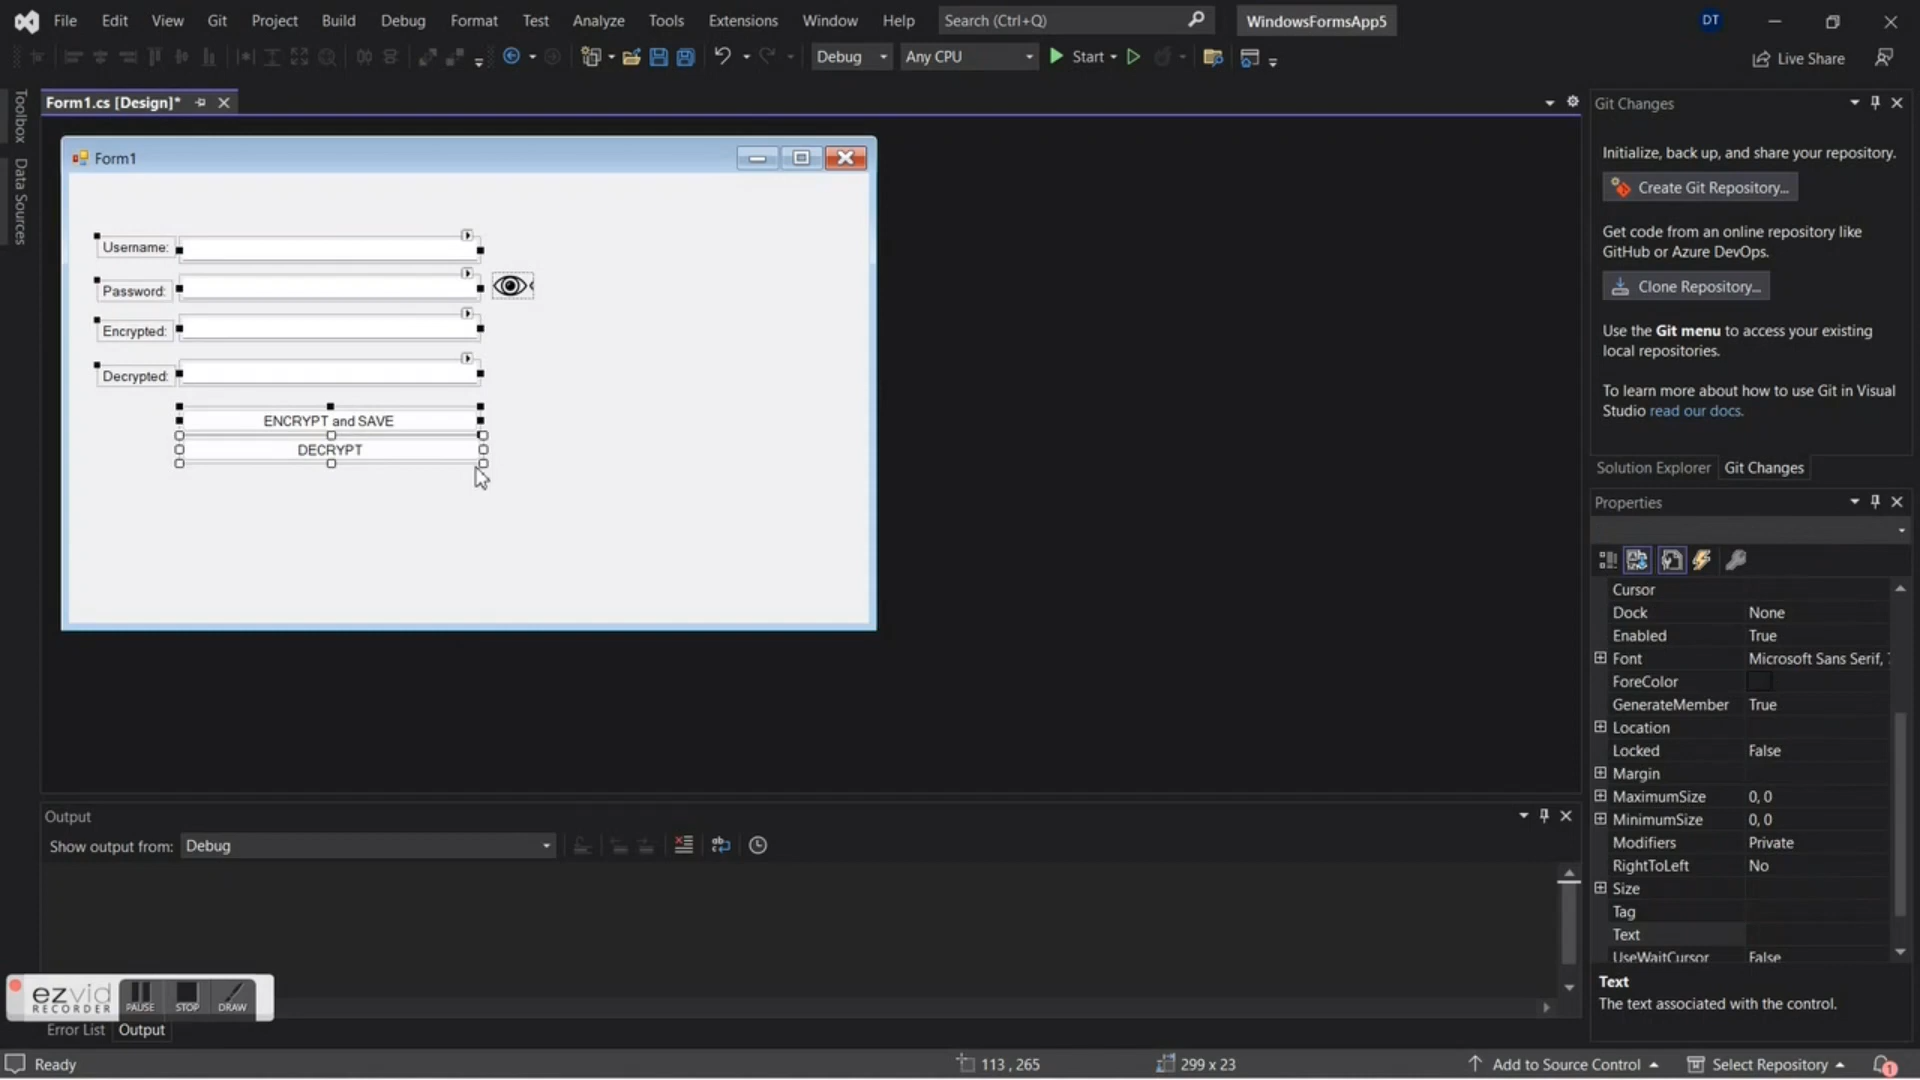 File Edit View Git Project Build Debug Format Test Analyze Tools Extensions Window Help Search (Ctrl+Q) WindowsFormsApp5 DT
Debug Any CPU Start Live Share
Toolbox
Data Sources
Form1.cs [Design]*
Form1
Username:
Password:
Encrypted:
Decrypted:
ENCRYPT and SAVE
DECRYPT
Git Changes
Initialize, back up, and share your repository.
Create Git Repository...
Get code from an online repository like
GitHub or Azure DevOps.
Clone Repository...
Use the Git menu to access your existing
local repositories.
To learn more about how to use Git in Visual
Studio read our docs.
Solution Explorer Git Changes
Properties
Cursor
Dock None
Enabled True
Font Microsoft Sans Serif,
ForeColor
GenerateMember True
Location
Locked False
Margin
MaximumSize 0, 0
MinimumSize 0, 0
Modifiers Private
RightToLeft No
Size
Tag
Text
UseWaitCursor False
Text
The text associated with the control.
Output
Show output from: Debug
ezvid
RECORDER
PAUSE STOP DRAW
Error List Output
Ready 113 , 265 299 x 23 Add to Source Control Select Repository 1